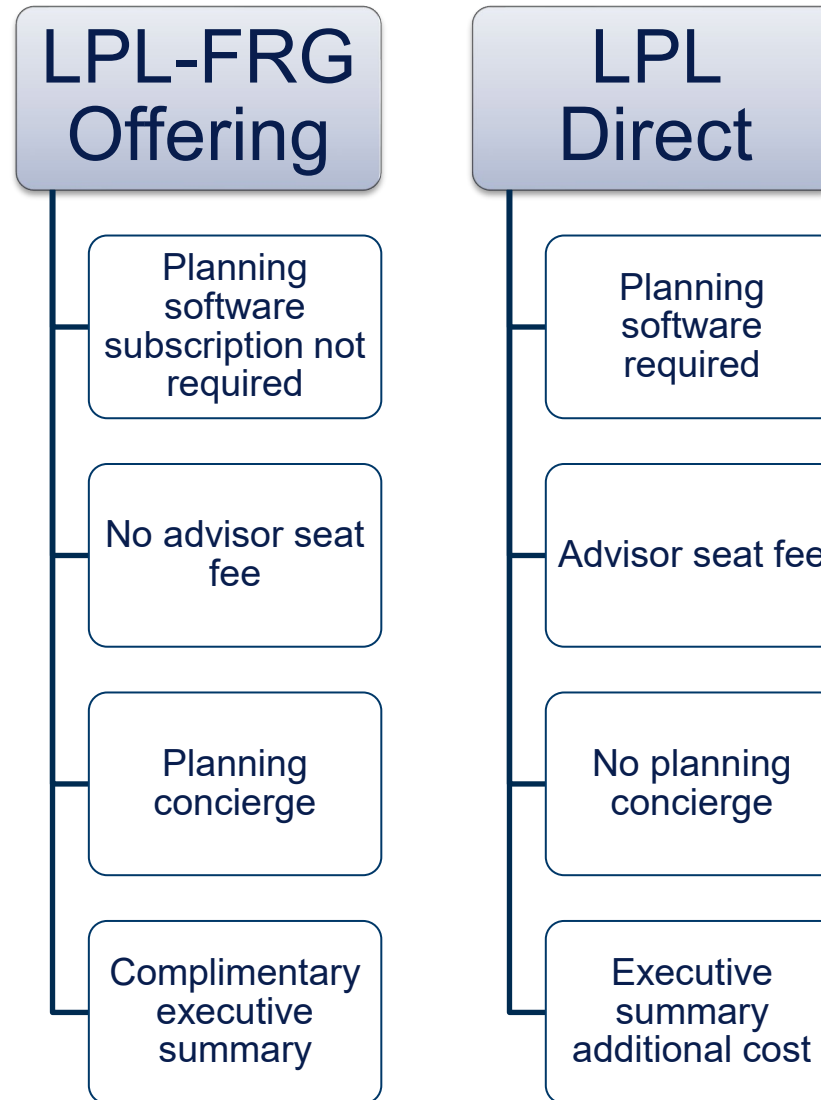 LPL-FRG
Offering
Planning
software
subscription not
required
No advisor seat
fee
Planning
concierge
Complimentary
executive
summary
LPL
Direct
Planning
software
required
Advisor seat fee
No planning
concierge
Executive
summary
additional cost